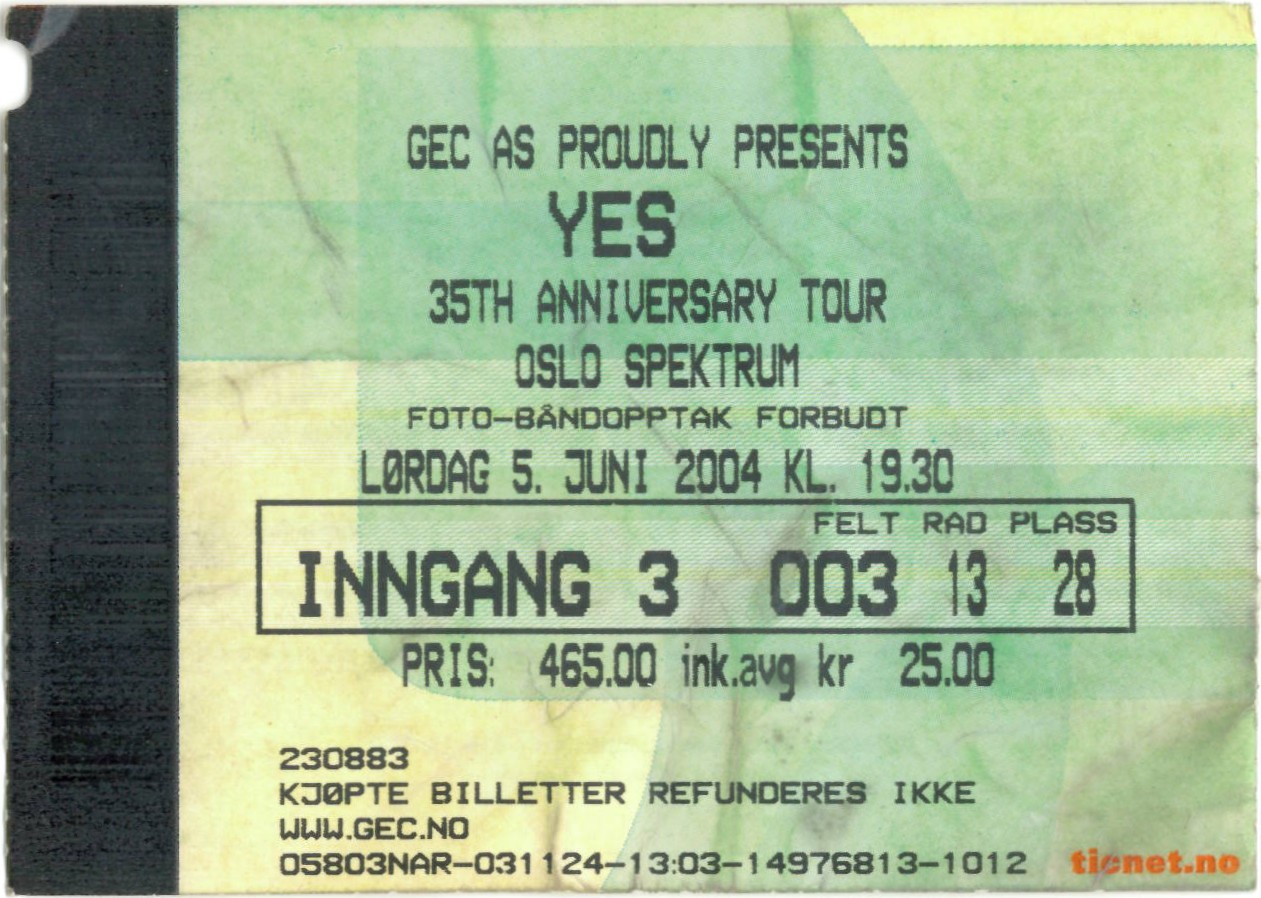 GEC AS PROUDLY PRESENTS
YES
35TH ANNIVERSARY TOUR
OSLO SPEKTRUM
FOTO-BÅNDOPPTAK FORBUDT
LØRDAG 5. JUNI 2004 KL. 19.30
FELT RAD PLASS
INNGANG 3 003 13 28
PRIS: 465.00 ink.avg kr 25.00
230883
KJØPTE BILLETTER REFUNDERES IKKE
WWW.GEC.NO
05803NAR-031124-13:03-14976813-1012
ticnet.no